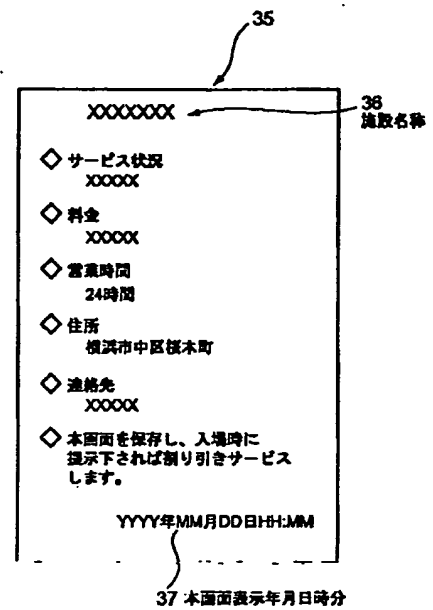 35
XXXXXXX
36
施設名称
◇ サービス状況
XXXXX
◇ 料金
XXXXX
◇ 営業時間
24時間
◇ 住所
横浜市中区桜木町
◇ 連絡先
XXXXX
◇ 本画面を保存し、入場時に
提示下されば割り引きサービス
します。
YYYY年MM月DD日HH:MM
37 本画面表示年月日時分